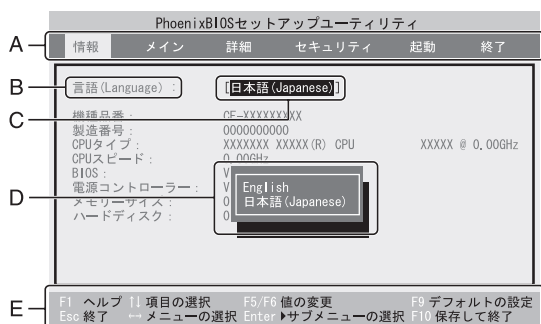 PhoenixBIOSセットアップユーティリティ
A 情報 メイン 詳細 セキュリティ 起動 終了
B 言語(Language) : [日本語(Japanese)]
C
機種品番 : CF-XXXXXXXX
製造番号 : 0000000000
CPUタイプ : XXXXXXX XXXXX(R) CPU XXXXX @ 0.00GHz
CPUスピード : 0.00GHz
BIOS : V
電源コントローラー : V
メモリーサイズ : 0
ハードディスク : 0
D
English
日本語(Japanese)
E
F1 ヘルプ ↑↓ 項目の選択 F5/F6 値の変更 F9 デフォルトの設定
Esc 終了 ←→ メニューの選択 Enter ▶サブメニューの選択 F10 保存して終了